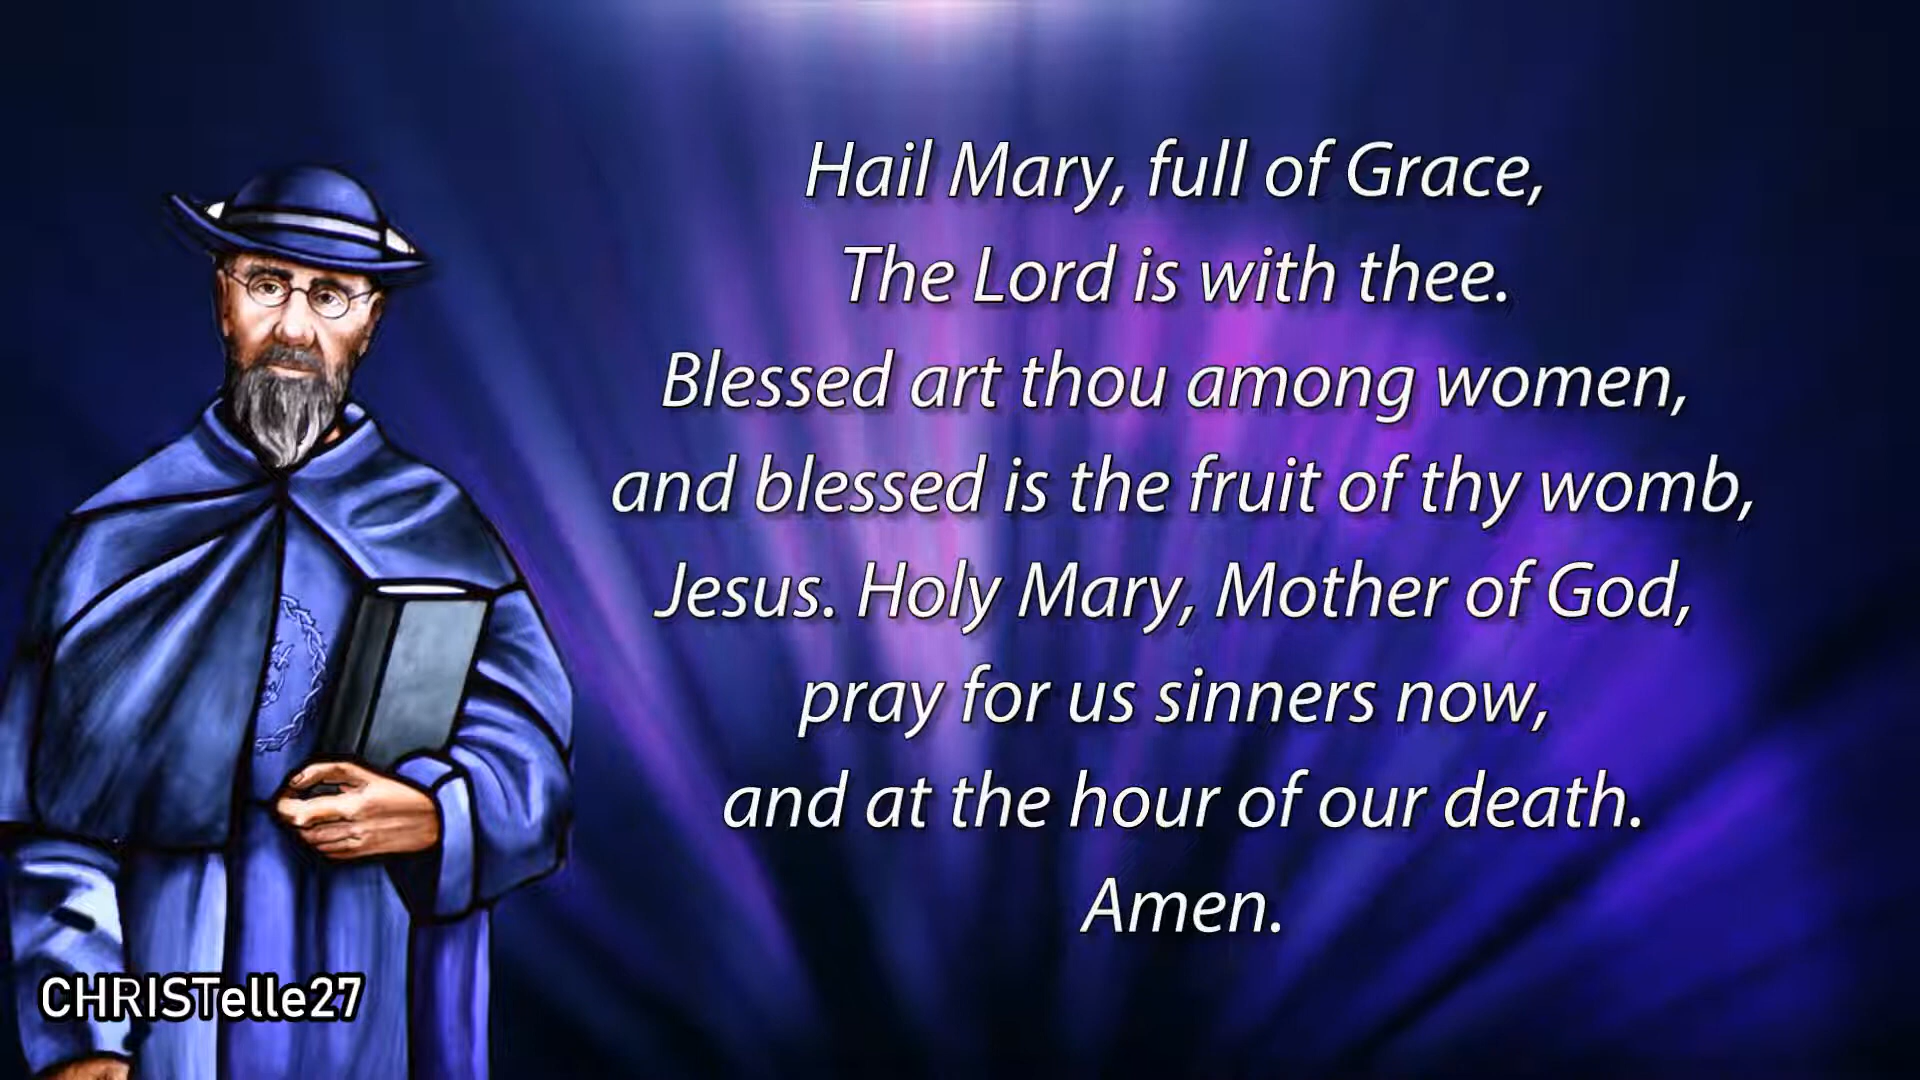 Hail Mary, full of Grace,
The Lord is with thee.
Blessed art thou among women,
and blessed is the fruit of thy womb,
Jesus. Holy Mary, Mother of God,
pray for us sinners now,
and at the hour of our death.
Amen.
CHRISTelle27